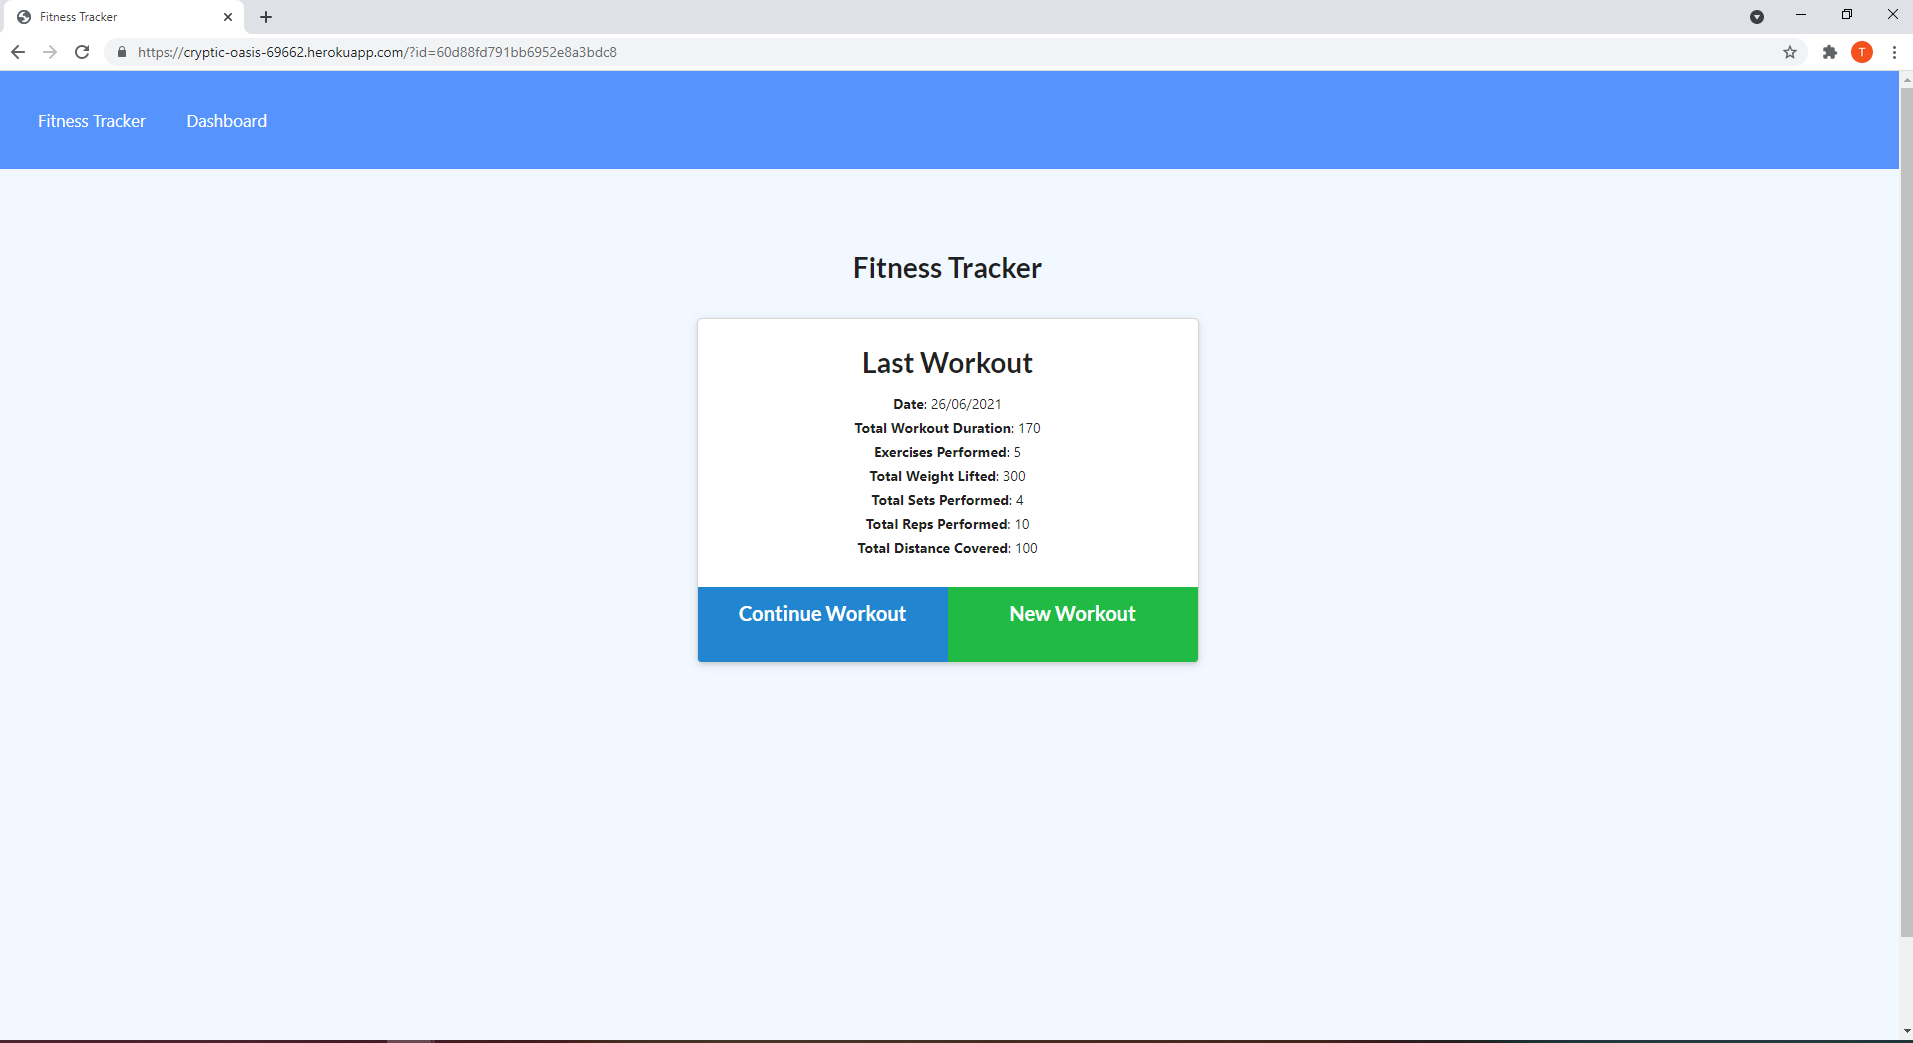 Fitness Tracker
https://cryptic-oasis-69662.herokuapp.com/?id=60d88fd791bb6952e8a3bdc8
T
Fitness Tracker Dashboard
Fitness Tracker
Last Workout
Date: 26/06/2021
Total Workout Duration: 170
Exercises Performed: 5
Total Weight Lifted: 300
Total Sets Performed: 4
Total Reps Performed: 10
Total Distance Covered: 100
Continue Workout New Workout